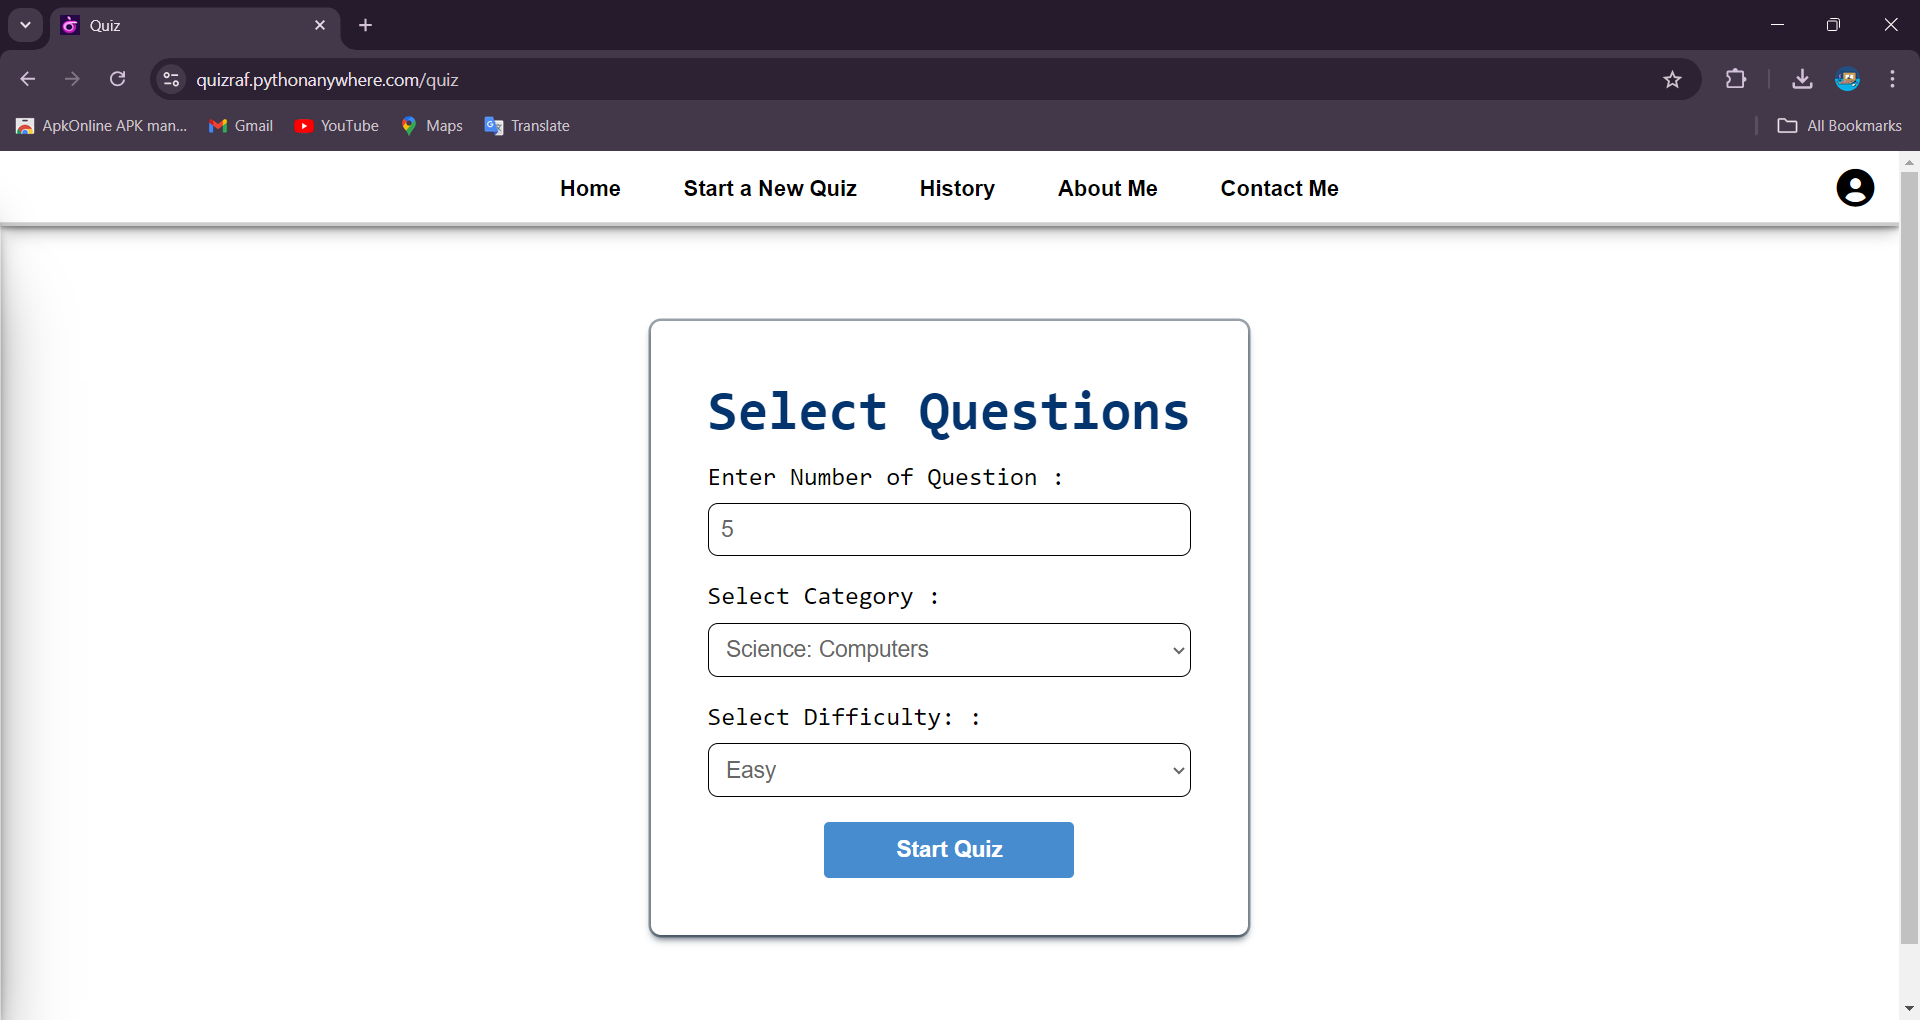 Quiz
quizraf.pythonanywhere.com/quiz
ApkOnline APK man... Gmail YouTube Maps Translate All Bookmarks
Home Start a New Quiz History About Me Contact Me
Select Questions
Enter Number of Question :
5
Select Category :
Science: Computers
Select Difficulty: :
Easy
Start Quiz